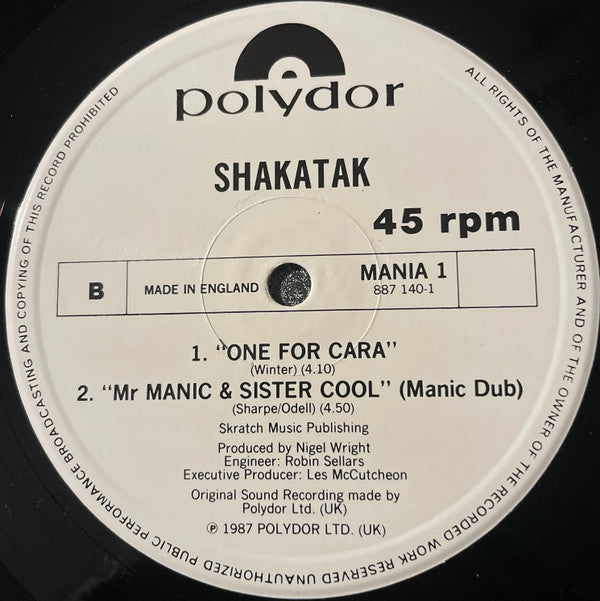 polydor
SHAKATAK
45 rpm
B
MADE IN ENGLAND
MANIA 1
887 140-1
1. "ONE FOR CARA"
(Winter) (4.10)
2. "Mr MANIC & SISTER COOL" (Manic Dub)
(Sharpe/Odell) (4.50)
Skratch Music Publishing
Produced by Nigel Wright
Engineer: Robin Sellars
Executive Producer: Les McCutcheon
Original Sound Recording made by
Polydor Ltd. (UK)
℗ 1987 POLYDOR LTD. (UK)
ALL RIGHTS OF THE MANUFACTURER AND OF THE OWNER OF THE RECORDED WORK RESERVED UNAUTHORIZED PUBLIC PERFORMANCE BROADCASTING AND COPYING OF THIS RECORD PROHIBITED